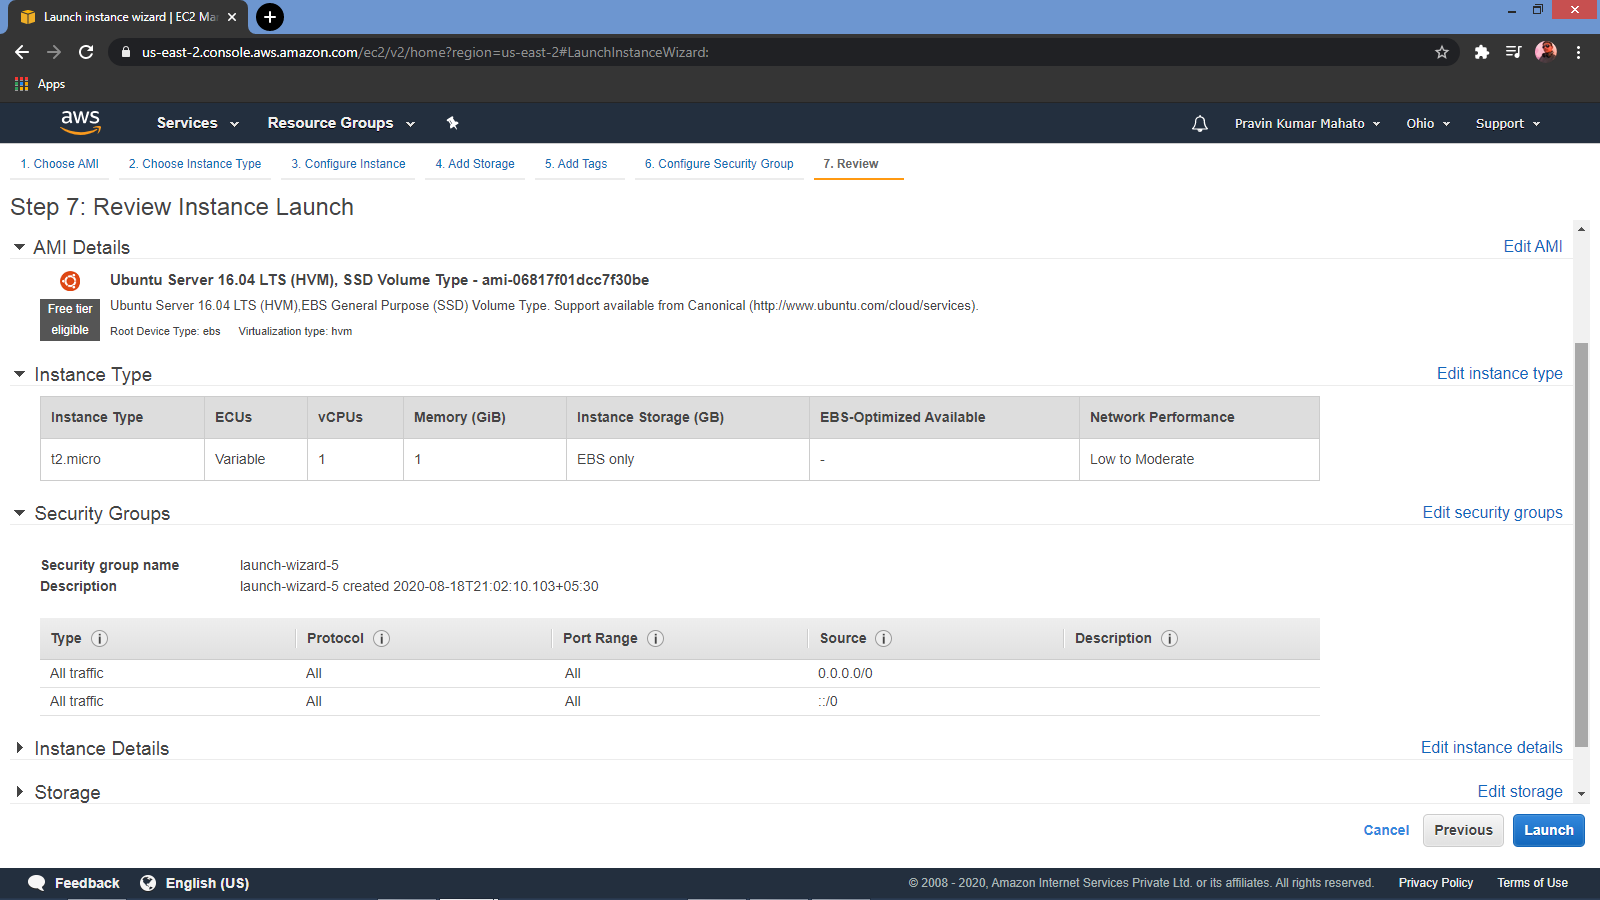 Launch instance wizard | EC2 Ma
us-east-2.console.aws.amazon.com/ec2/v2/home?region=us-east-2#LaunchInstanceWizard:
Apps
aws Services Resource Groups Pravin Kumar Mahato Ohio Support
1. Choose AMI 2. Choose Instance Type 3. Configure Instance 4. Add Storage 5. Add Tags 6. Configure Security Group 7. Review
Step 7: Review Instance Launch
AMI Details Edit AMI
Ubuntu Server 16.04 LTS (HVM), SSD Volume Type - ami-06817f01dcc7f30be
Free tier
eligible
Ubuntu Server 16.04 LTS (HVM),EBS General Purpose (SSD) Volume Type. Support available from Canonical (http://www.ubuntu.com/cloud/services).
Root Device Type: ebs Virtualization type: hvm
Instance Type Edit instance type
Instance Type ECUs vCPUs Memory (GiB) Instance Storage (GB) EBS-Optimized Available Network Performance
t2.micro Variable 1 1 EBS only - Low to Moderate
Security Groups Edit security groups
Security group name launch-wizard-5
Description launch-wizard-5 created 2020-08-18T21:02:10.103+05:30
Type Protocol Port Range Source Description
All traffic All All 0.0.0.0/0
All traffic All All ::/0
Instance Details Edit instance details
Storage Edit storage
Cancel Previous Launch
Feedback English (US) © 2008 - 2020, Amazon Internet Services Private Ltd. or its affiliates. All rights reserved. Privacy Policy Terms of Use